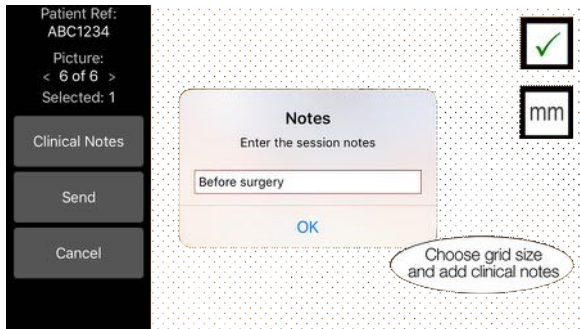 Patient Ref:
ABC1234
Picture:
< 6 of 6 >
Selected: 1
Clinical Notes
Send
Cancel
Notes
Enter the session notes
Before surgery
OK
mm
Choose grid size
and add clinical notes